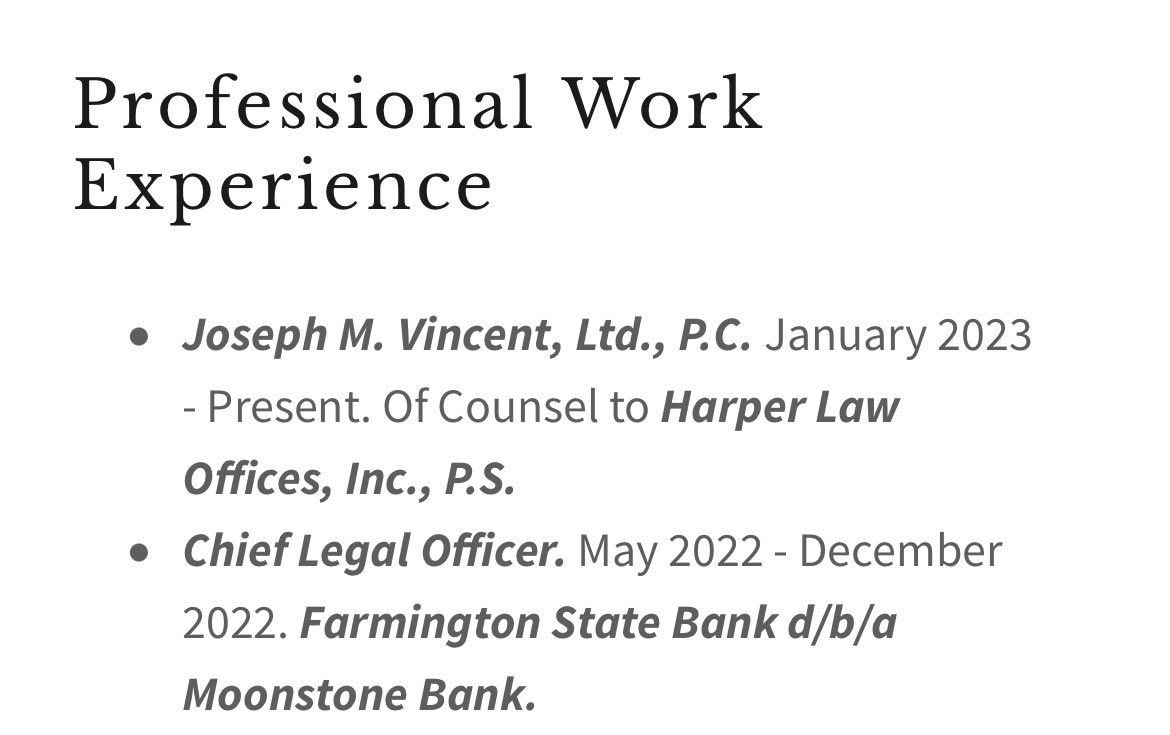 Professional Work
Experience
● Joseph M. Vincent, Ltd., P.C. January 2023
- Present. Of Counsel to Harper Law
Offices, Inc., P.S.
● Chief Legal Officer. May 2022 - December
2022. Farmington State Bank d/b/a
Moonstone Bank.